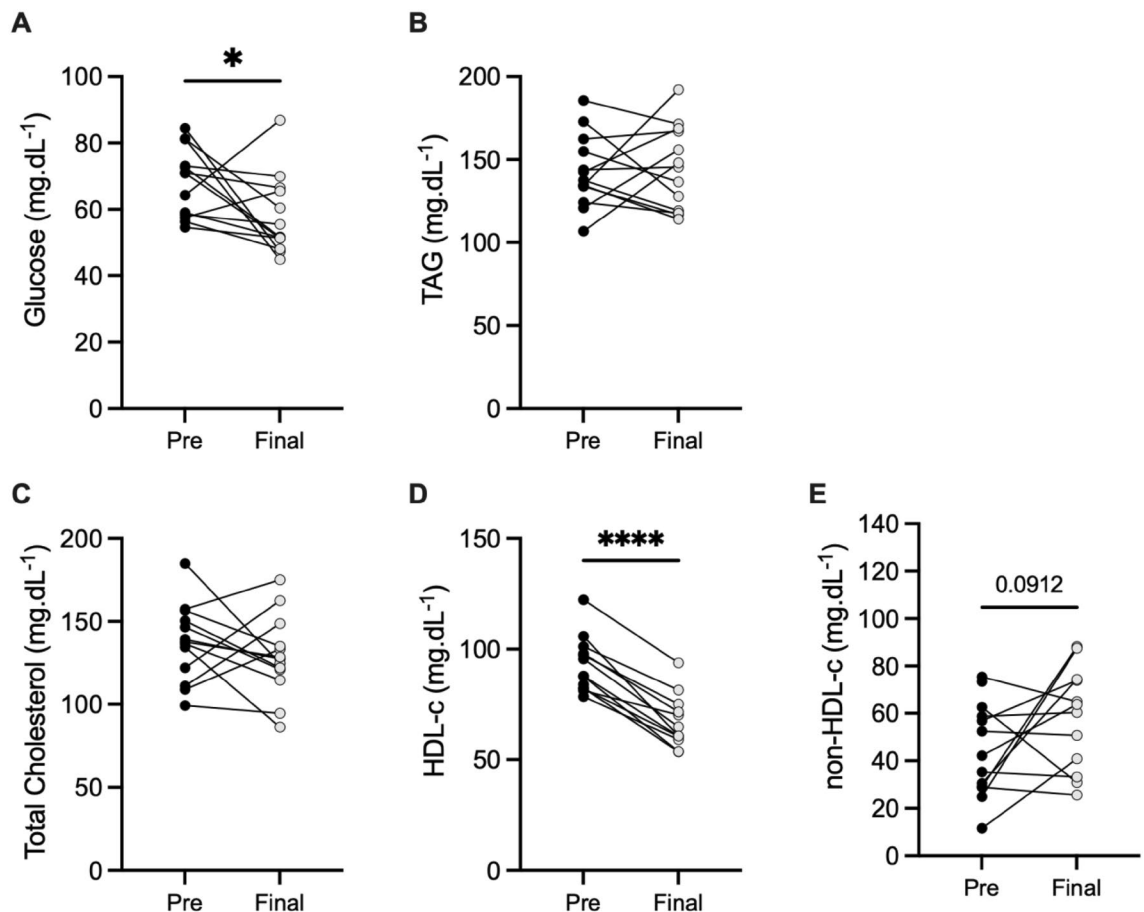 A
*
Glucose (mg.dL⁻¹)
100
80
60
40
20
0
Pre Final
B
TAG (mg.dL⁻¹)
200
150
100
50
0
Pre Final
C
Total Cholesterol (mg.dL⁻¹)
200
150
100
50
0
Pre Final
D
****
HDL-c (mg.dL⁻¹)
150
100
50
0
Pre Final
E
0.0912
non-HDL-c (mg.dL⁻¹)
140
120
100
80
60
40
20
0
Pre Final